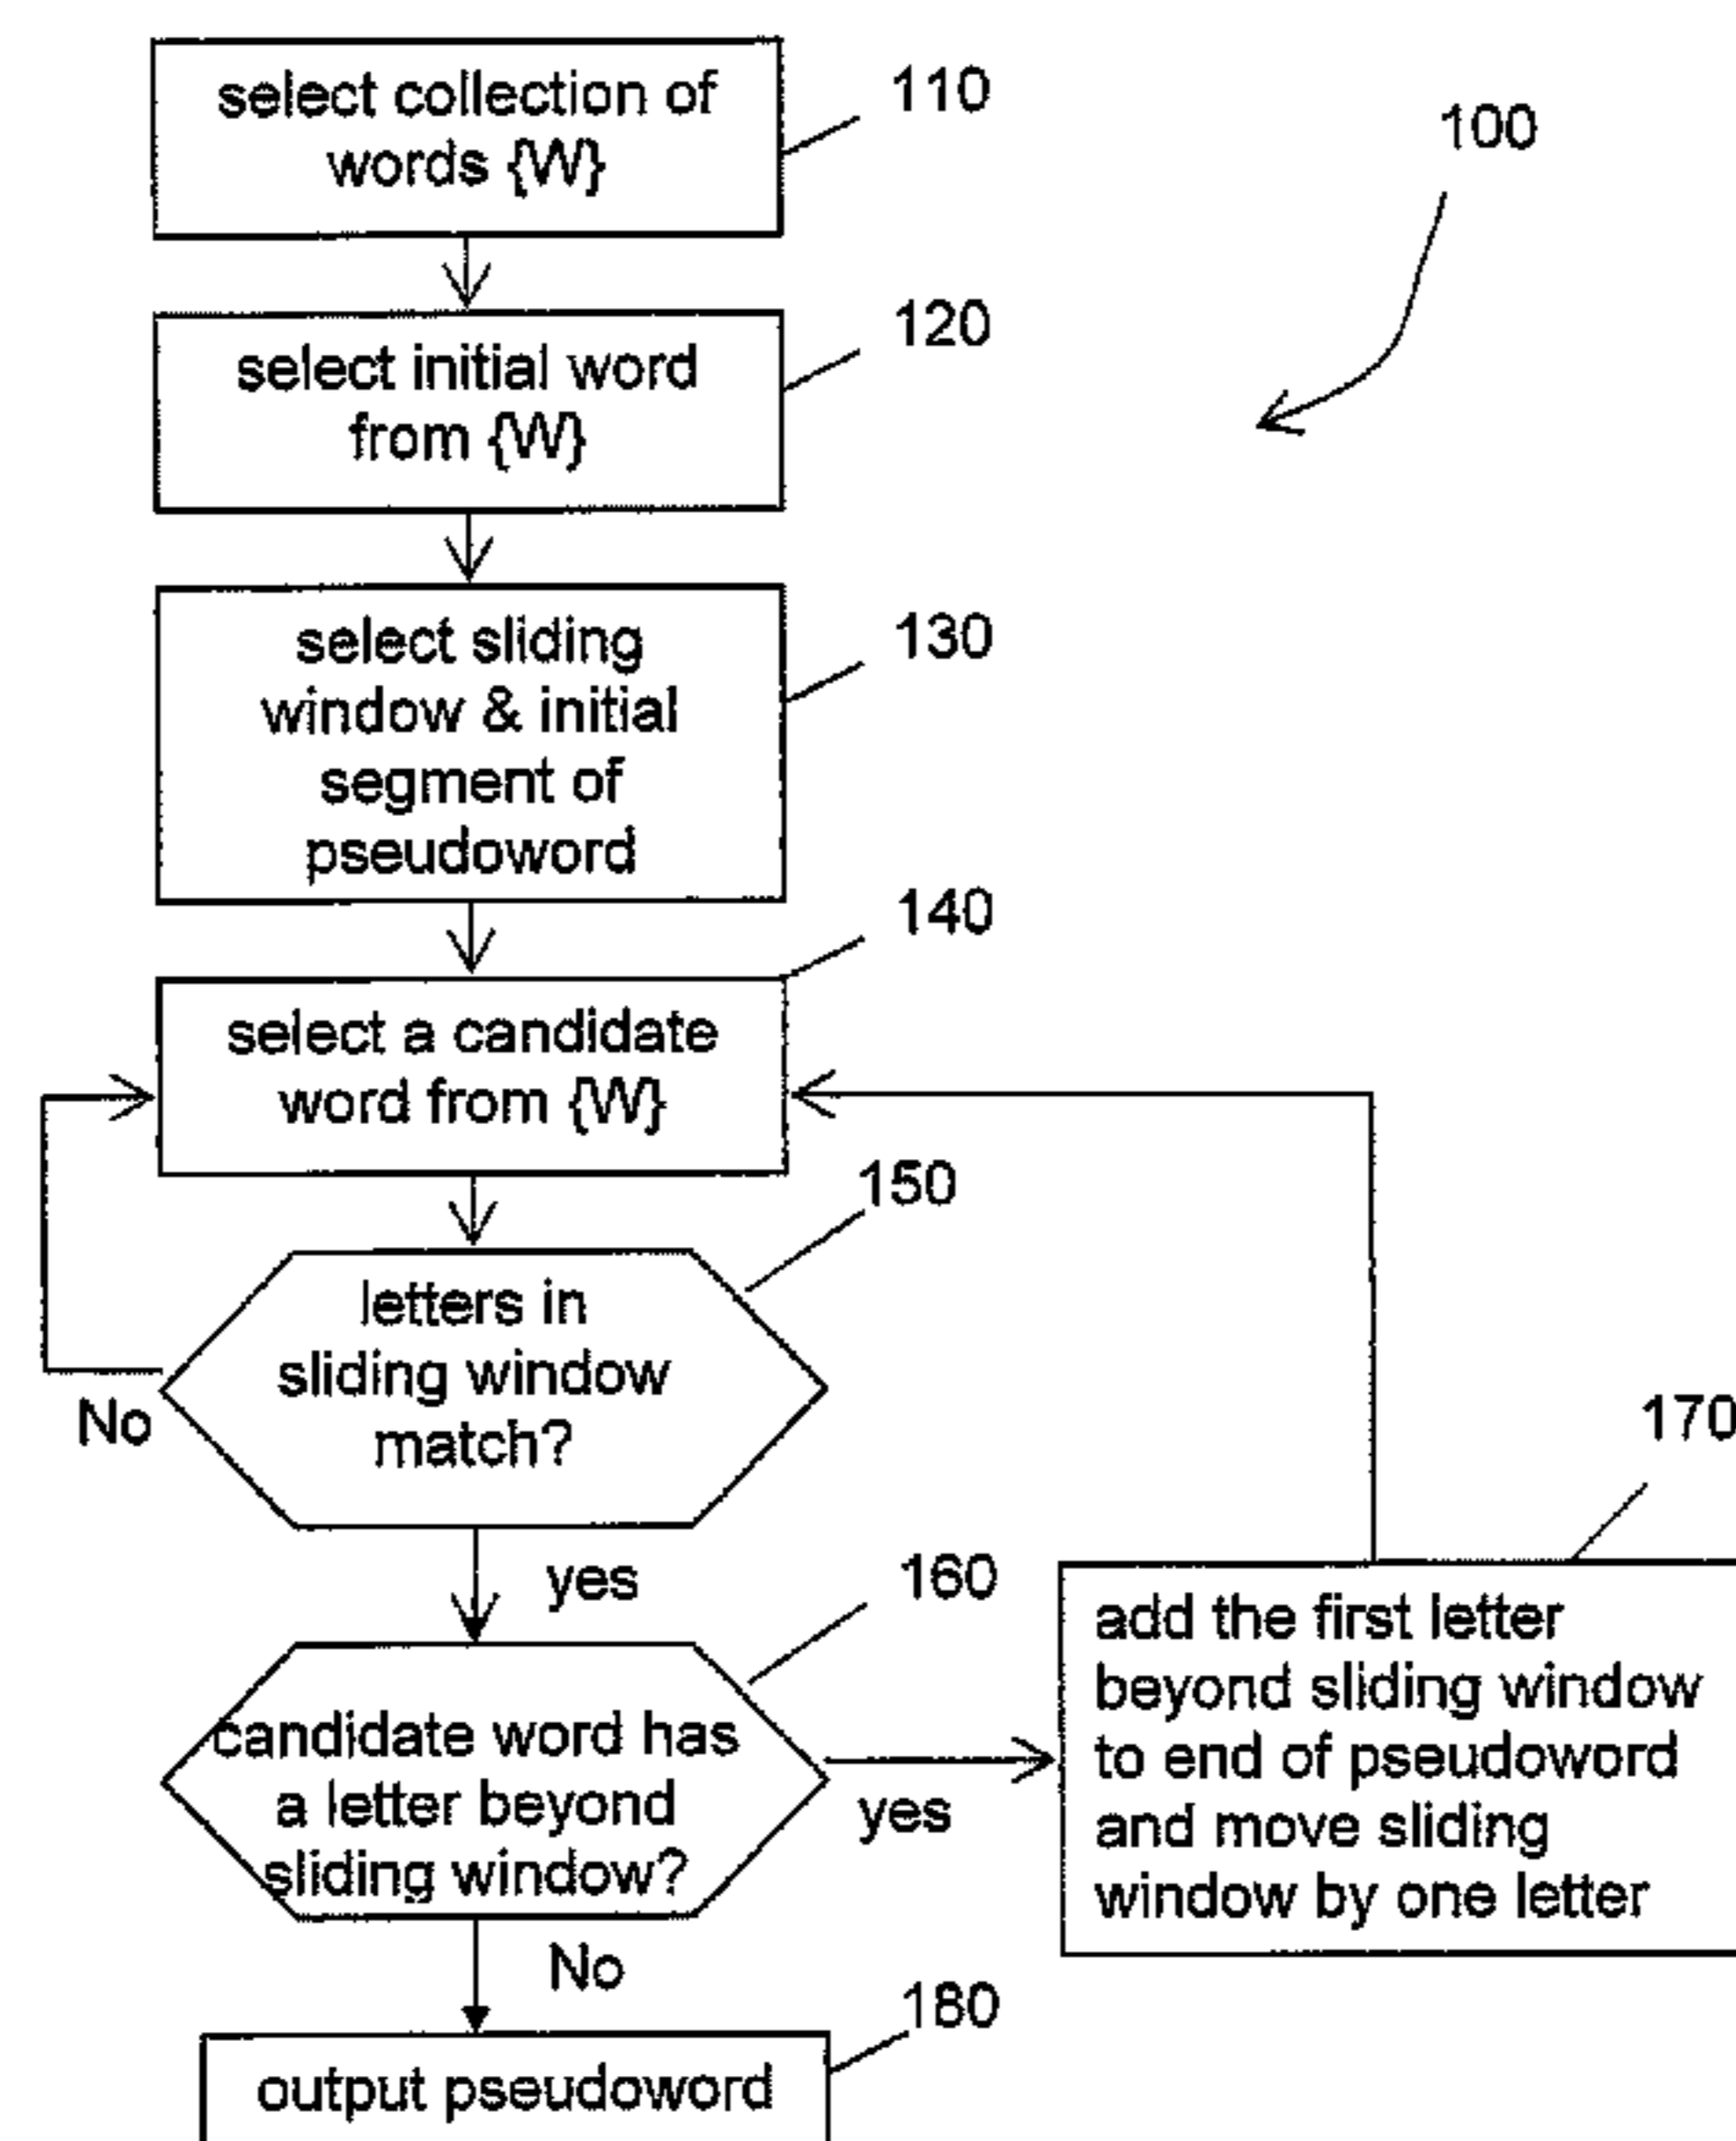 select collection of
words {W}
110
100
select initial word
from {W}
120
select sliding
window & initial
segment of
pseudoword
130
select a candidate
word from {W}
140
letters in
sliding window
match?
150
No
yes
candidate word has
a letter beyond
sliding window?
160
yes
add the first letter
beyond sliding window
to end of pseudoword
and move sliding
window by one letter
170
No
output pseudoword
180